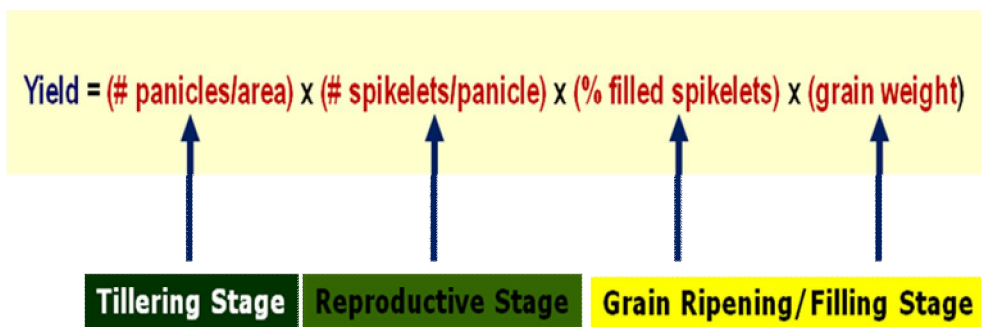 Yield = (# panicles/area) x (# spikelets/panicle) x (% filled spikelets) x (grain weight)
Tillering Stage
Reproductive Stage
Grain Ripening/Filling Stage